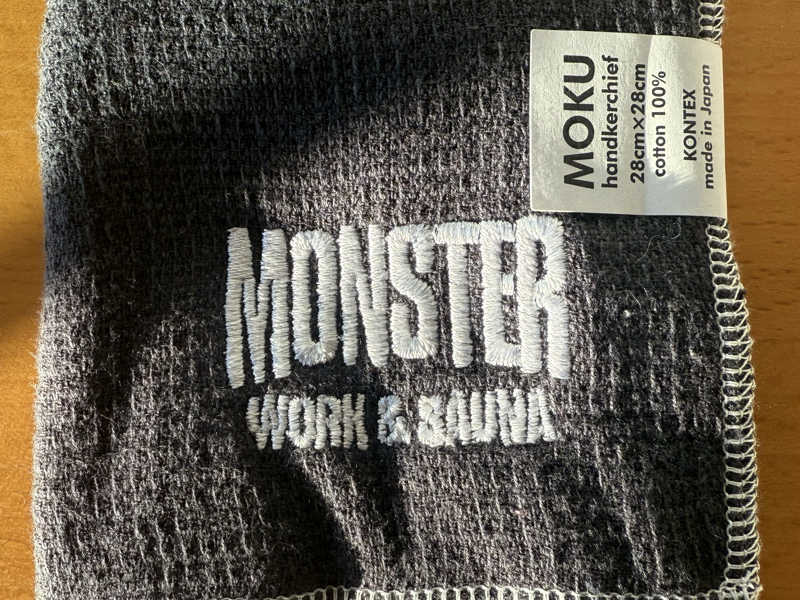 MOKU
handkerchief
28cm×28cm
cotton 100%
KONTEX
made in Japan
MONSTER
WORK & SAUNA